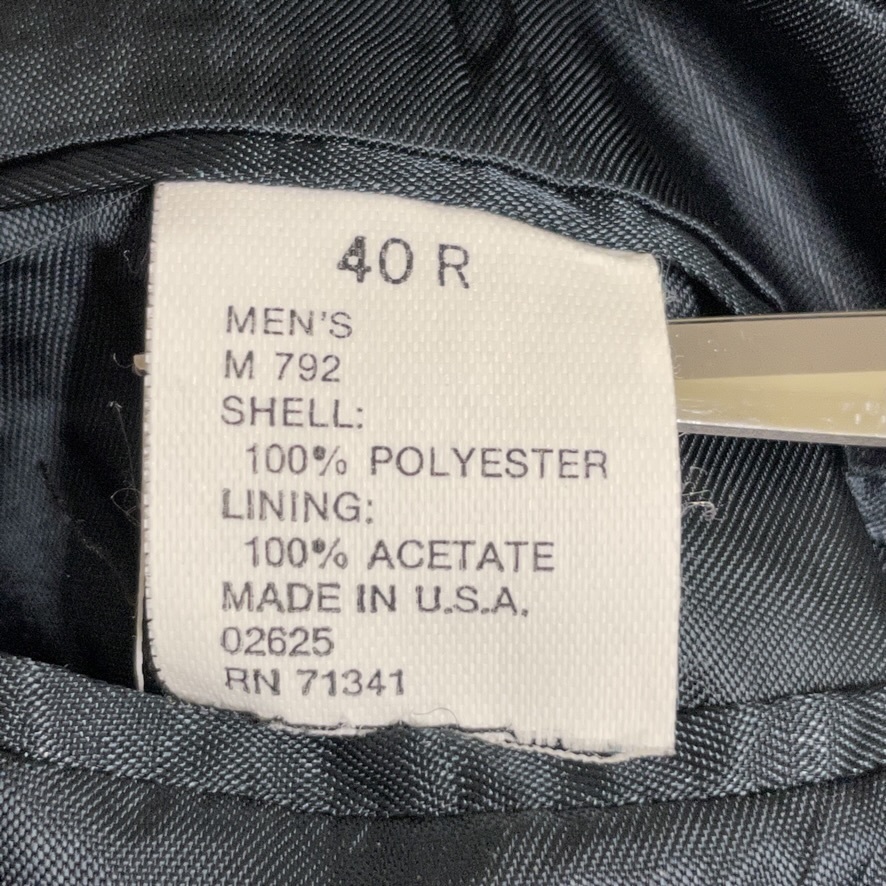 40 R
MEN'S
M 792
SHELL:
100% POLYESTER
LINING:
100% ACETATE
MADE IN U.S.A.
02625
RN 71341